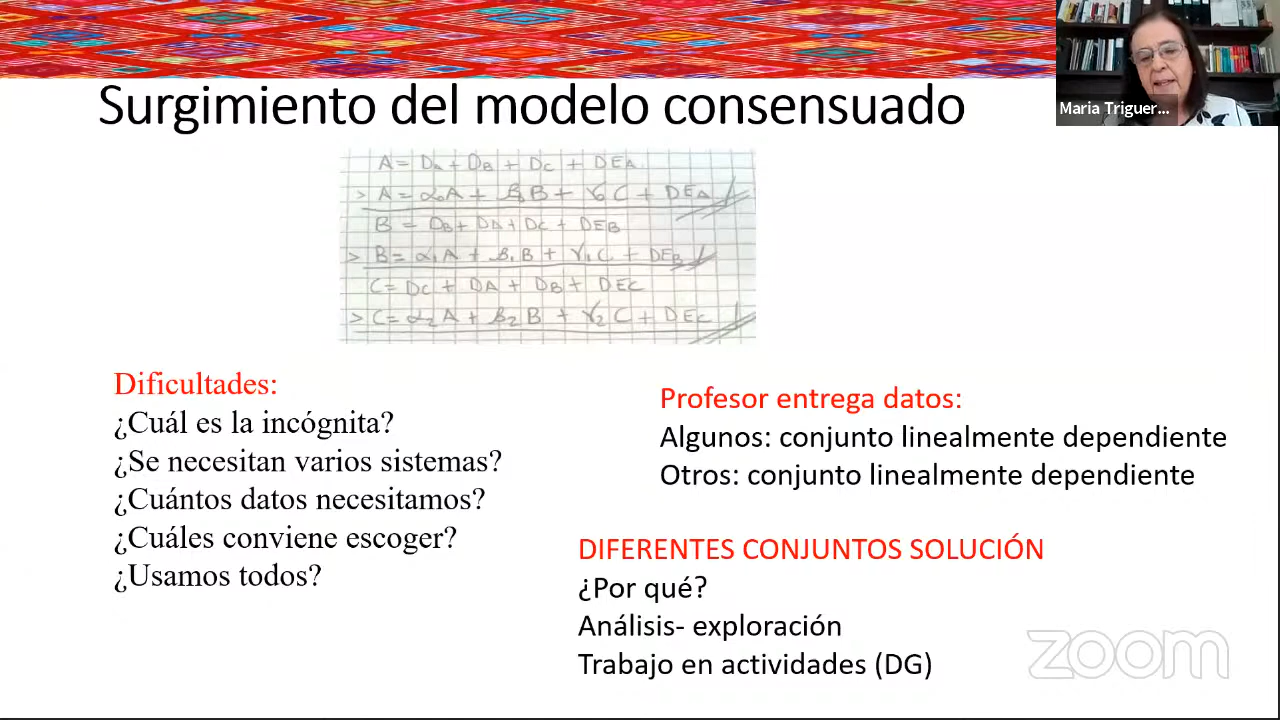 Surgimiento del modelo consensuado
Maria Triguer...
A = DA + DB + DC + DEA
> A = α0A + β0B + γ0C + DEA
B = DB + DA + DC + DEB
> B = α1A + β1B + γ1C + DEB
C = DC + DA + DB + DEC
> C = α2A + β2B + γ2C + DEC
Dificultades:
¿Cuál es la incógnita?
¿Se necesitan varios sistemas?
¿Cuántos datos necesitamos?
¿Cuáles conviene escoger?
¿Usamos todos?
Profesor entrega datos:
Algunos: conjunto linealmente dependiente
Otros: conjunto linealmente dependiente
DIFERENTES CONJUNTOS SOLUCIÓN
¿Por qué?
Análisis- exploración
Trabajo en actividades (DG)
zoom